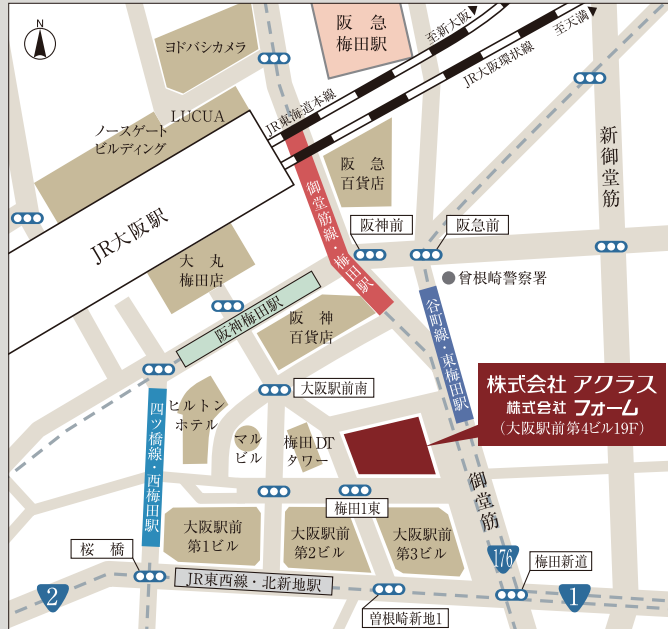 N
ヨドバシカメラ
阪 急
梅田駅
至新大阪
至天満
JR東海道本線
JR大阪環状線
LUCUA
ノースゲート
ビルディング
阪 急
百貨店
新御堂筋
JR大阪駅
御堂筋線・梅田駅
阪神前
阪急前
大 丸
梅田店
曾根崎警察署
阪神梅田駅
阪 神
百貨店
谷町線・東梅田駅
株式会社 アクラス
株式会社 フォーム
(大阪駅前第4ビル19F)
大阪駅前南
ヒルトン
ホテル
四ツ橋線・西梅田駅
マル
ビル
梅田DT
タワー
御堂筋
梅田1東
大阪駅前
第1ビル
大阪駅前
第2ビル
大阪駅前
第3ビル
桜 橋
176
梅田新道
JR東西線・北新地駅
2
1
曽根崎新地1